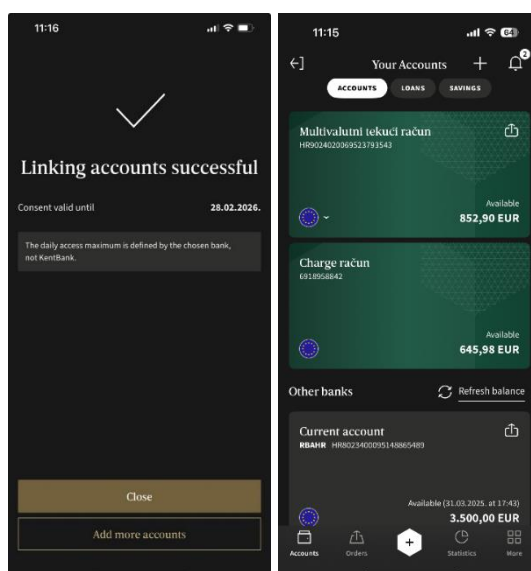 11:16
Linking accounts successful
Consent valid until 28.02.2026.
The daily access maximum is defined by the chosen bank,
not KentBank.
Close
Add more accounts
11:15
64
Your Accounts
2
ACCOUNTS LOANS SAVINGS
Multivalutni tekući račun
HR9024020069523793543
Available
852,90 EUR
Charge račun
6918958842
Available
645,98 EUR
Other banks Refresh balance
Current account
RBAHR HR8023400095148865489
Available (31.03.2025. at 17:43)
3.500,00 EUR
Accounts Orders Statistics More